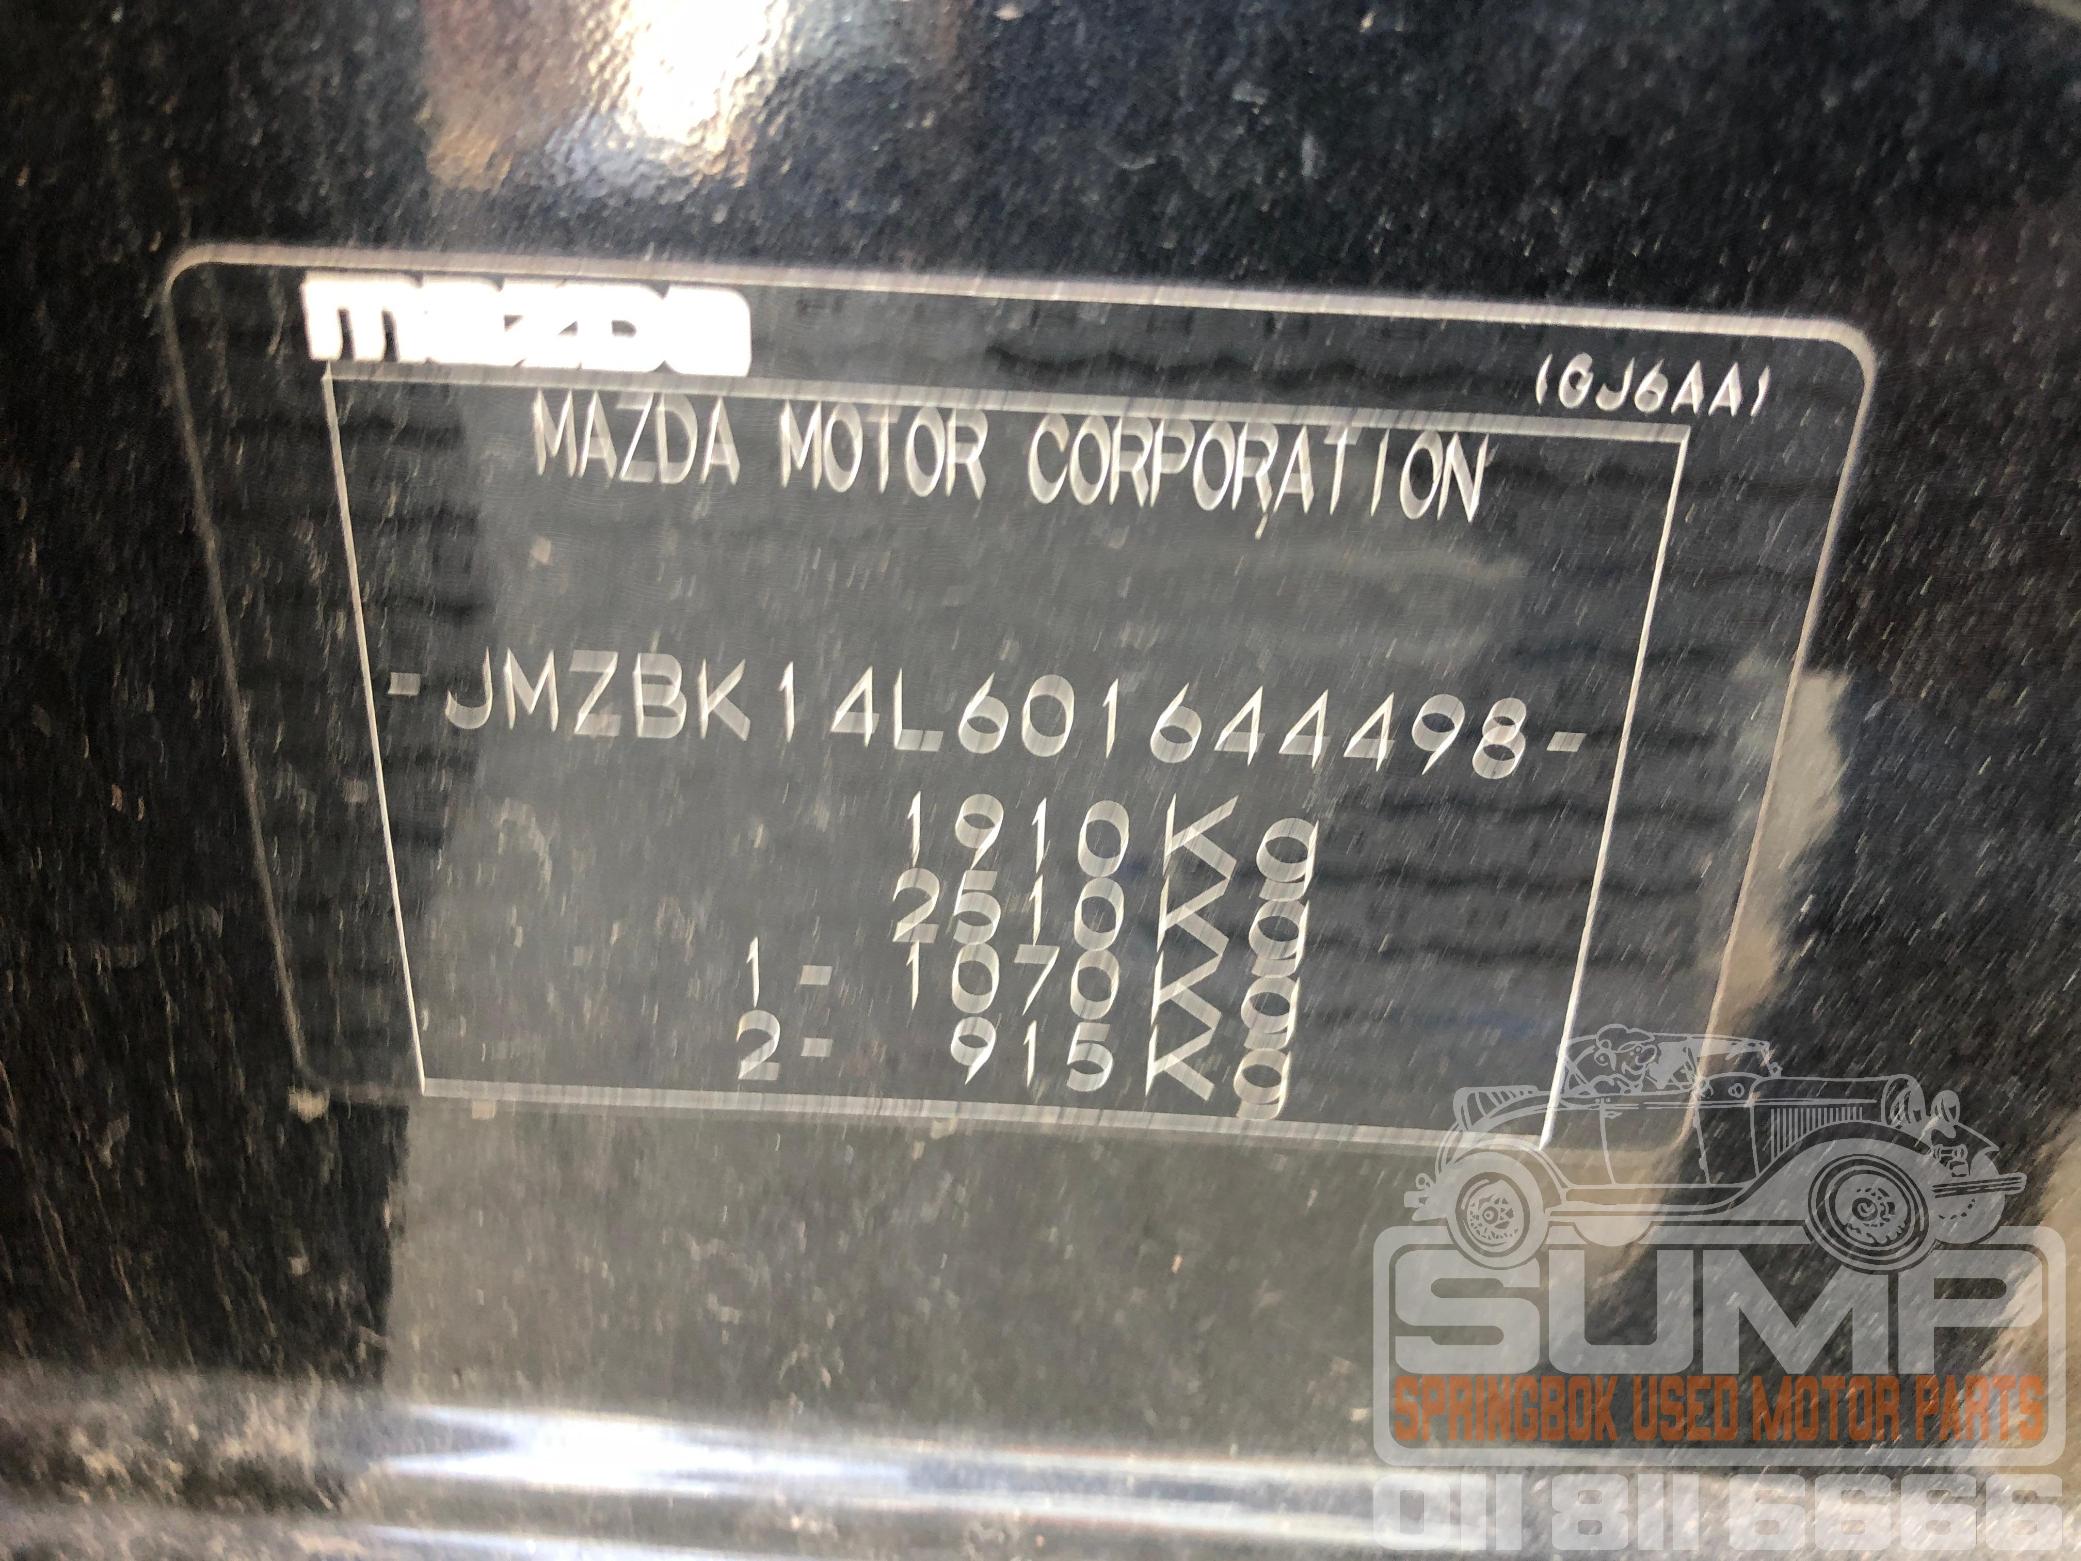 mazda
(GJ6AA)
MAZDA MOTOR CORPORATION
-JMZBK14L601644498-
1910Kg
2510Kg
1- 1070Kg
2- 915Kg
SUMP
SPRINGBOK USED MOTOR PARTS
011 811 6666